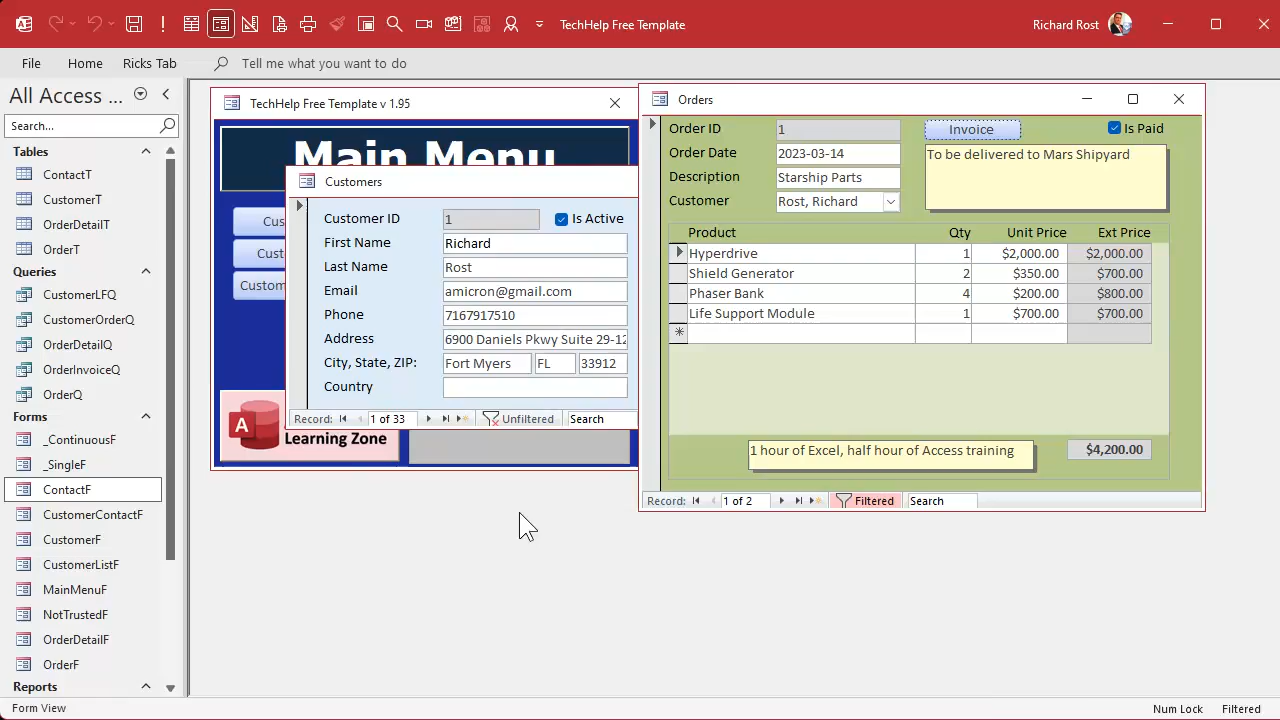 TechHelp Free Template
Richard Rost
File Home Ricks Tab Tell me what you want to do
All Access ...
Search...
Tables
ContactT
CustomerT
OrderDetailT
OrderT
Queries
CustomerLFQ
CustomerOrderQ
OrderDetailQ
OrderInvoiceQ
OrderQ
Forms
_ContinuousF
_SingleF
ContactF
CustomerContactF
CustomerF
CustomerListF
MainMenuF
NotTrustedF
OrderDetailF
OrderF
Reports
TechHelp Free Template v 1.95
Main Menu
Cus
Cust
Custom
A
Learning Zone
Customers
Customer ID 1 Is Active
First Name Richard
Last Name Rost
Email amicron@gmail.com
Phone 7167917510
Address 6900 Daniels Pkwy Suite 29-12
City, State, ZIP: Fort Myers FL 33912
Country
Record: 1 of 33 Unfiltered Search
Orders
Order ID 1 Invoice Is Paid
Order Date 2023-03-14 To be delivered to Mars Shipyard
Description Starship Parts
Customer Rost, Richard
Product Qty Unit Price Ext Price
Hyperdrive 1 $2,000.00 $2,000.00
Shield Generator 2 $350.00 $700.00
Phaser Bank 4 $200.00 $800.00
Life Support Module 1 $700.00 $700.00
1 hour of Excel, half hour of Access training $4,200.00
Record: 1 of 2 Filtered Search
Form View Num Lock Filtered